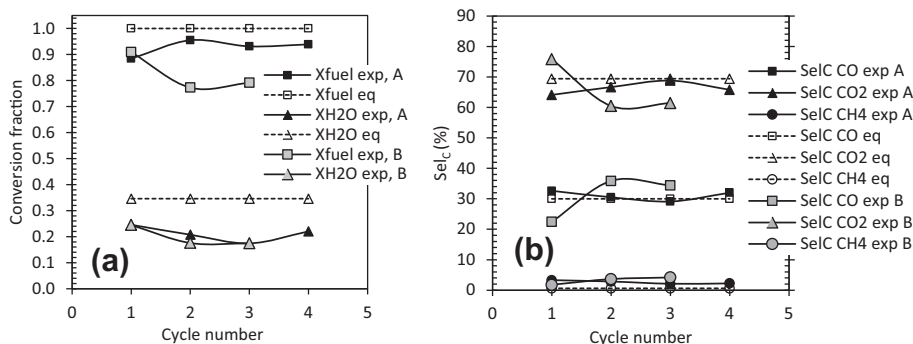 1.0
0.9
0.8
0.7
0.6
0.5
0.4
0.3
0.2
0.1
0.0
Conversion fraction
0 1 2 3 4 5
Cycle number
(a)
Xfuel exp, A
Xfuel eq
XH2O exp, A
XH2O eq
Xfuel exp, B
XH2O exp, B
90
80
70
60
50
40
30
20
10
0
SelC (%)
0 1 2 3 4 5
Cycle number
(b)
SelC CO exp A
SelC CO2 exp A
SelC CH4 exp A
SelC CO eq
SelC CO2 eq
SelC CH4 eq
SelC CO exp B
SelC CO2 exp B
SelC CH4 exp B